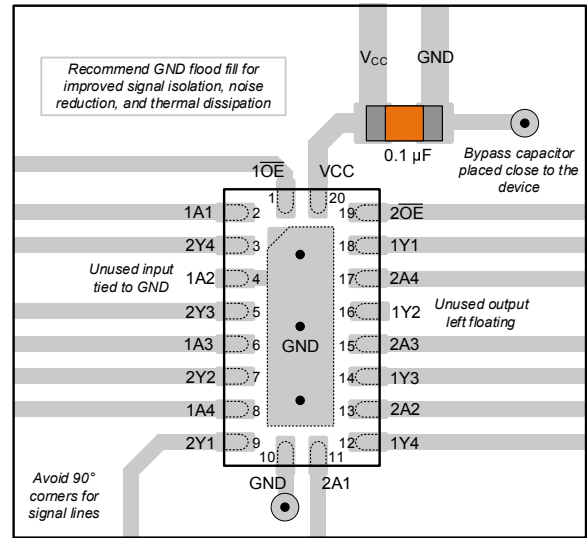 Recommend GND flood fill for
improved signal isolation, noise
reduction, and thermal dissipation
VCC GND
0.1 µF
Bypass capacitor
placed close to the
device
1O̅E̅ VCC
1 20
1A1 2 19 2O̅E̅
2Y4 3 18 1Y1
1A2 4 17 2A4
Unused input
tied to GND
2Y3 5 16 1Y2
Unused output
left floating
1A3 6 15 2A3
GND
2Y2 7 14 1Y3
1A4 8 13 2A2
2Y1 9 12 1Y4
10 11
GND 2A1
Avoid 90°
corners for
signal lines